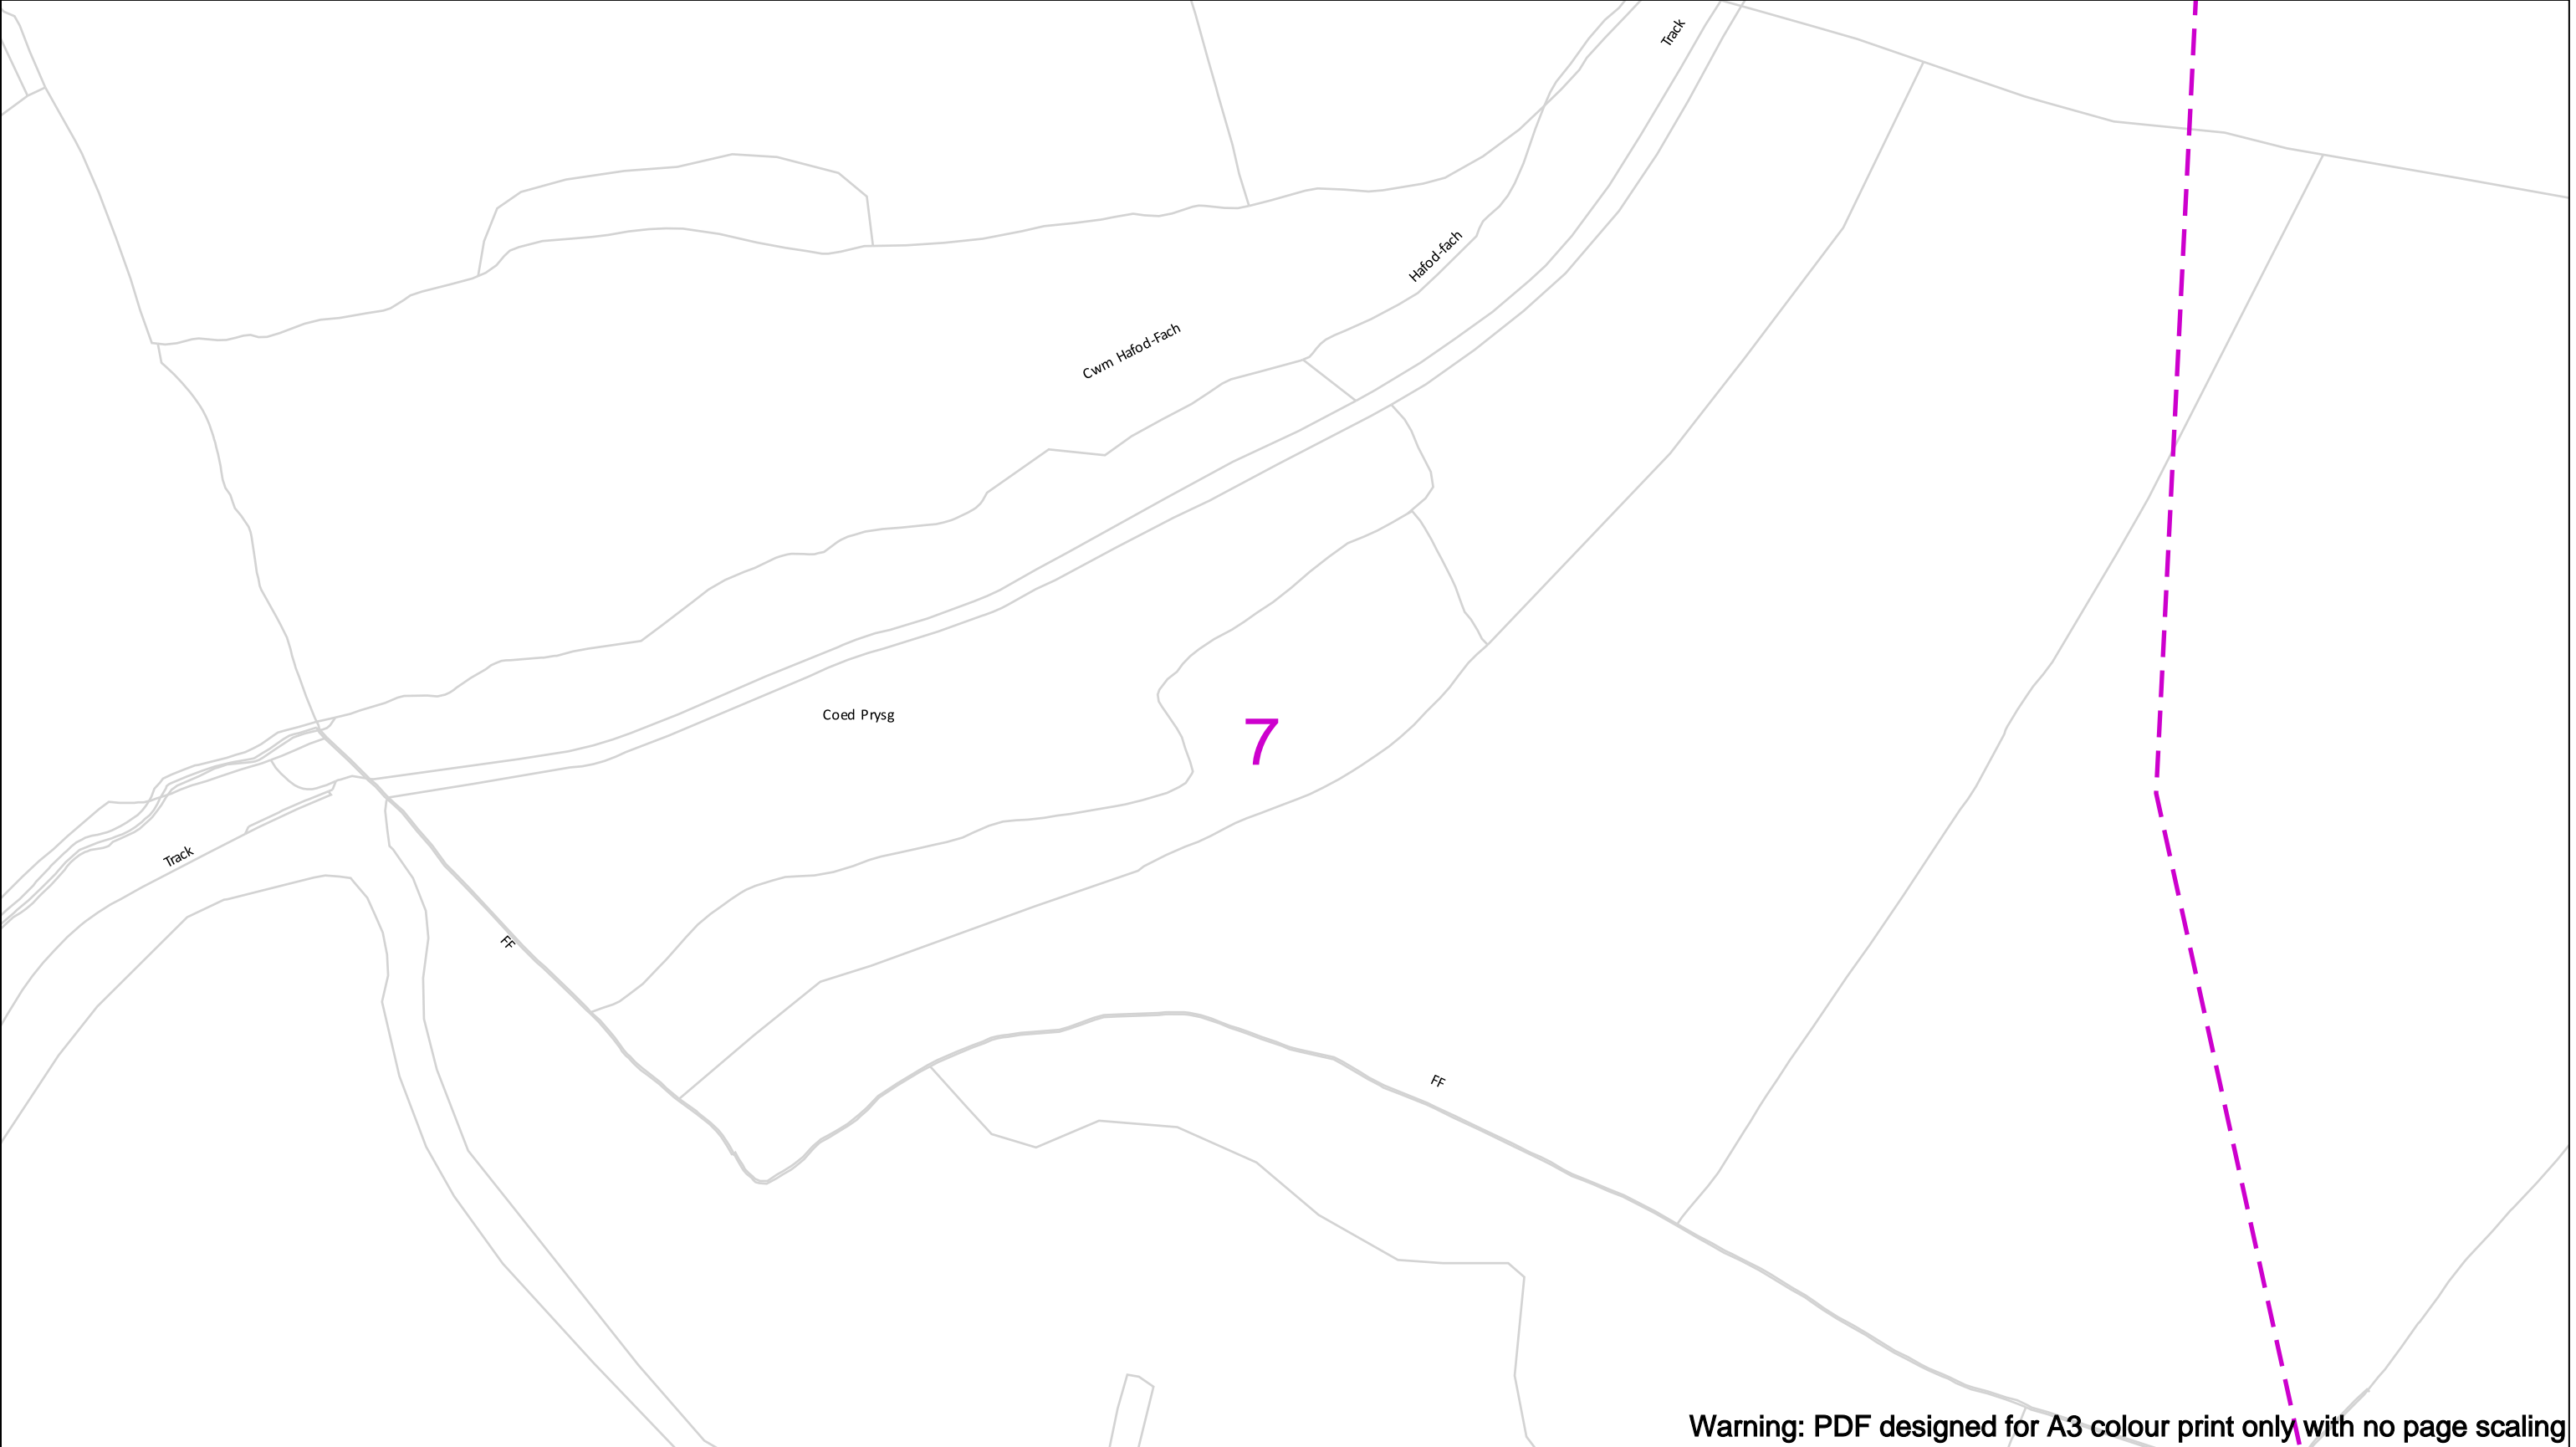 Track
Hafod-fach
Cwm Hafod-Fach
Coed Prysg
7
Track
FF
FF
Warning: PDF designed for A3 colour print only with no page scaling